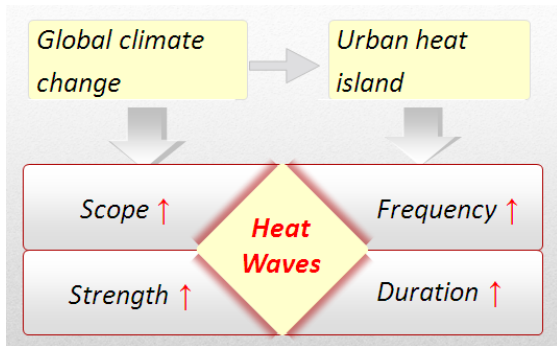 Global climate
change
Urban heat
island
Scope ↑
Frequency ↑
Heat
Waves
Strength ↑
Duration ↑